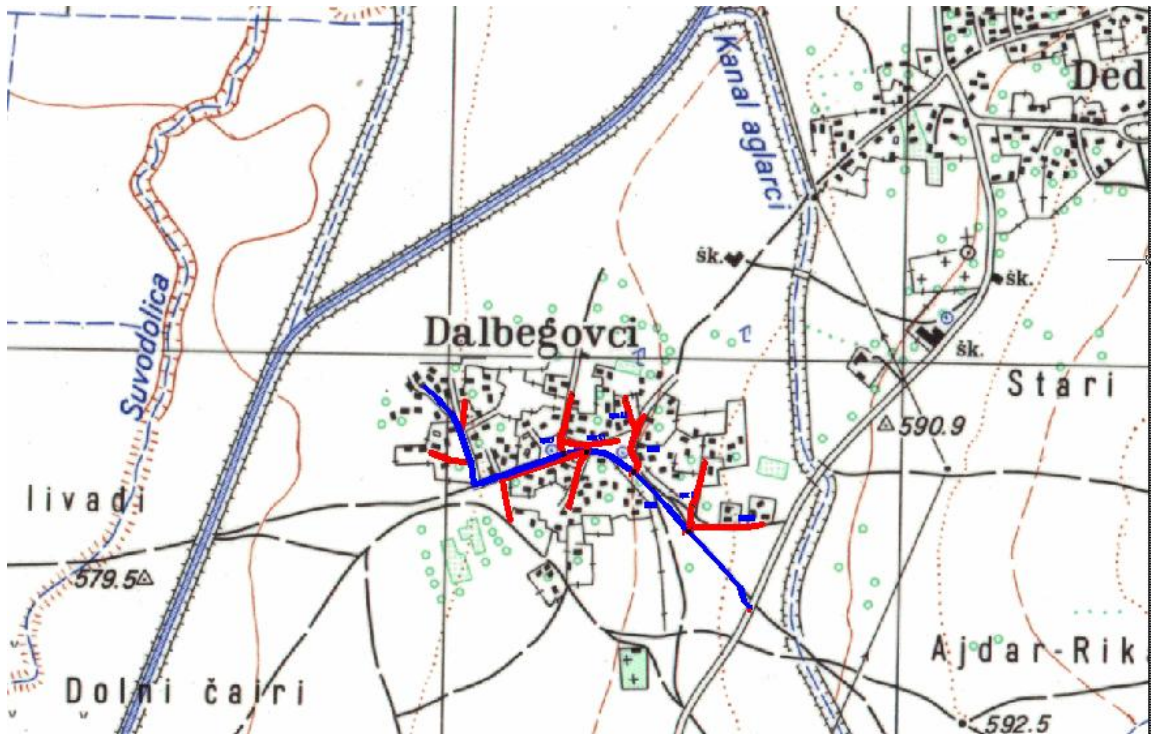 Kanal aglarci
Ded
Suvodolica
šk.
šk.
šk.
Dalbegovci
Stari
590.9
livadi
579.5
Dolni čairi
Ajdar-Rik
592.5